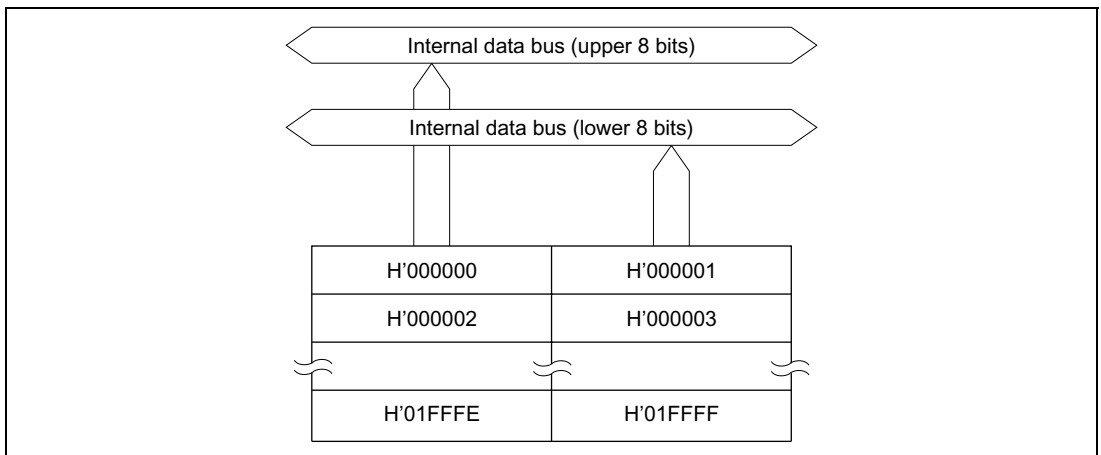 Internal data bus (upper 8 bits)
Internal data bus (lower 8 bits)
H’000000 H’000001
H’000002 H’000003
H’01FFFE H’01FFFF